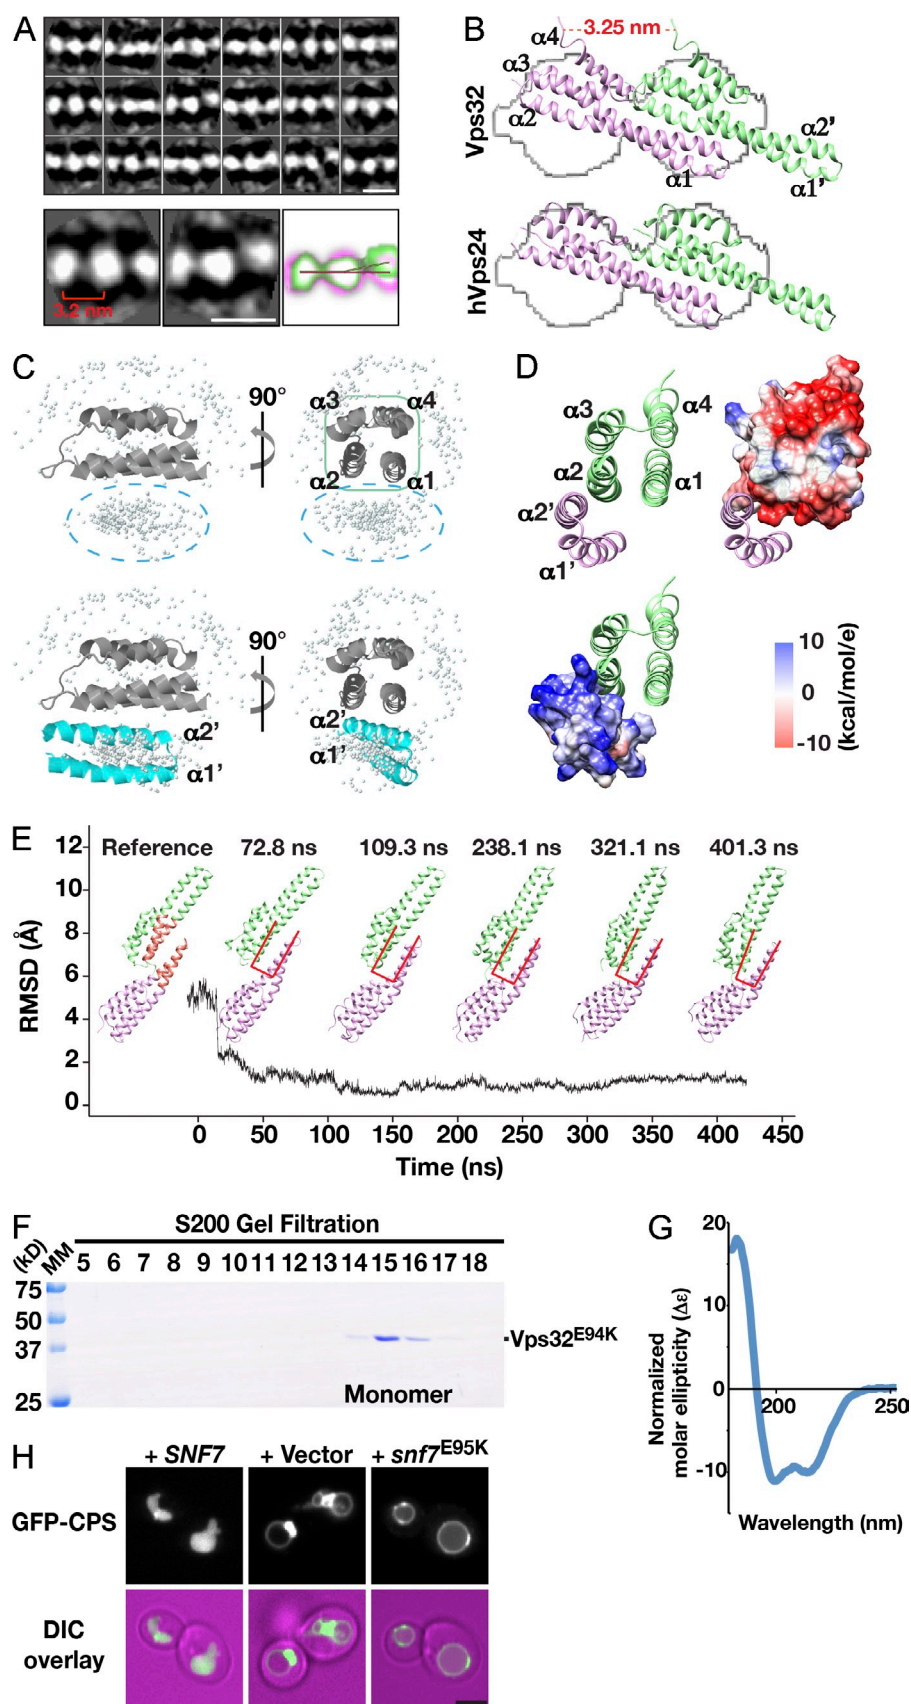 A
3.2 nm
B
3.25 nm
α4
α3
α2
α1
α2’
α1’
Vps32
hVps24
C
90°
α3
α4
α2
α1
90°
α2’
α1’
α2’
α1’
D
α3
α4
α2
α1
α2’
α1’
10
0
-10
(kcal/mol/e)
E
Reference
72.8 ns
109.3 ns
238.1 ns
321.1 ns
401.3 ns
RMSD (Å)
12
10
8
6
4
2
0
0 50 100 150 200 250 300 350 400 450
Time (ns)
F
S200 Gel Filtration
(kD)
MM
5 6 7 8 9 10 11 12 13 14 15 16 17 18
75
50
37
25
Vps32E94K
Monomer
G
Normalized
molar ellipticity (Δε)
20
10
0
-10
200
250
Wavelength (nm)
H
+ SNF7
+ Vector
+ snf7E95K
GFP-CPS
DIC
overlay